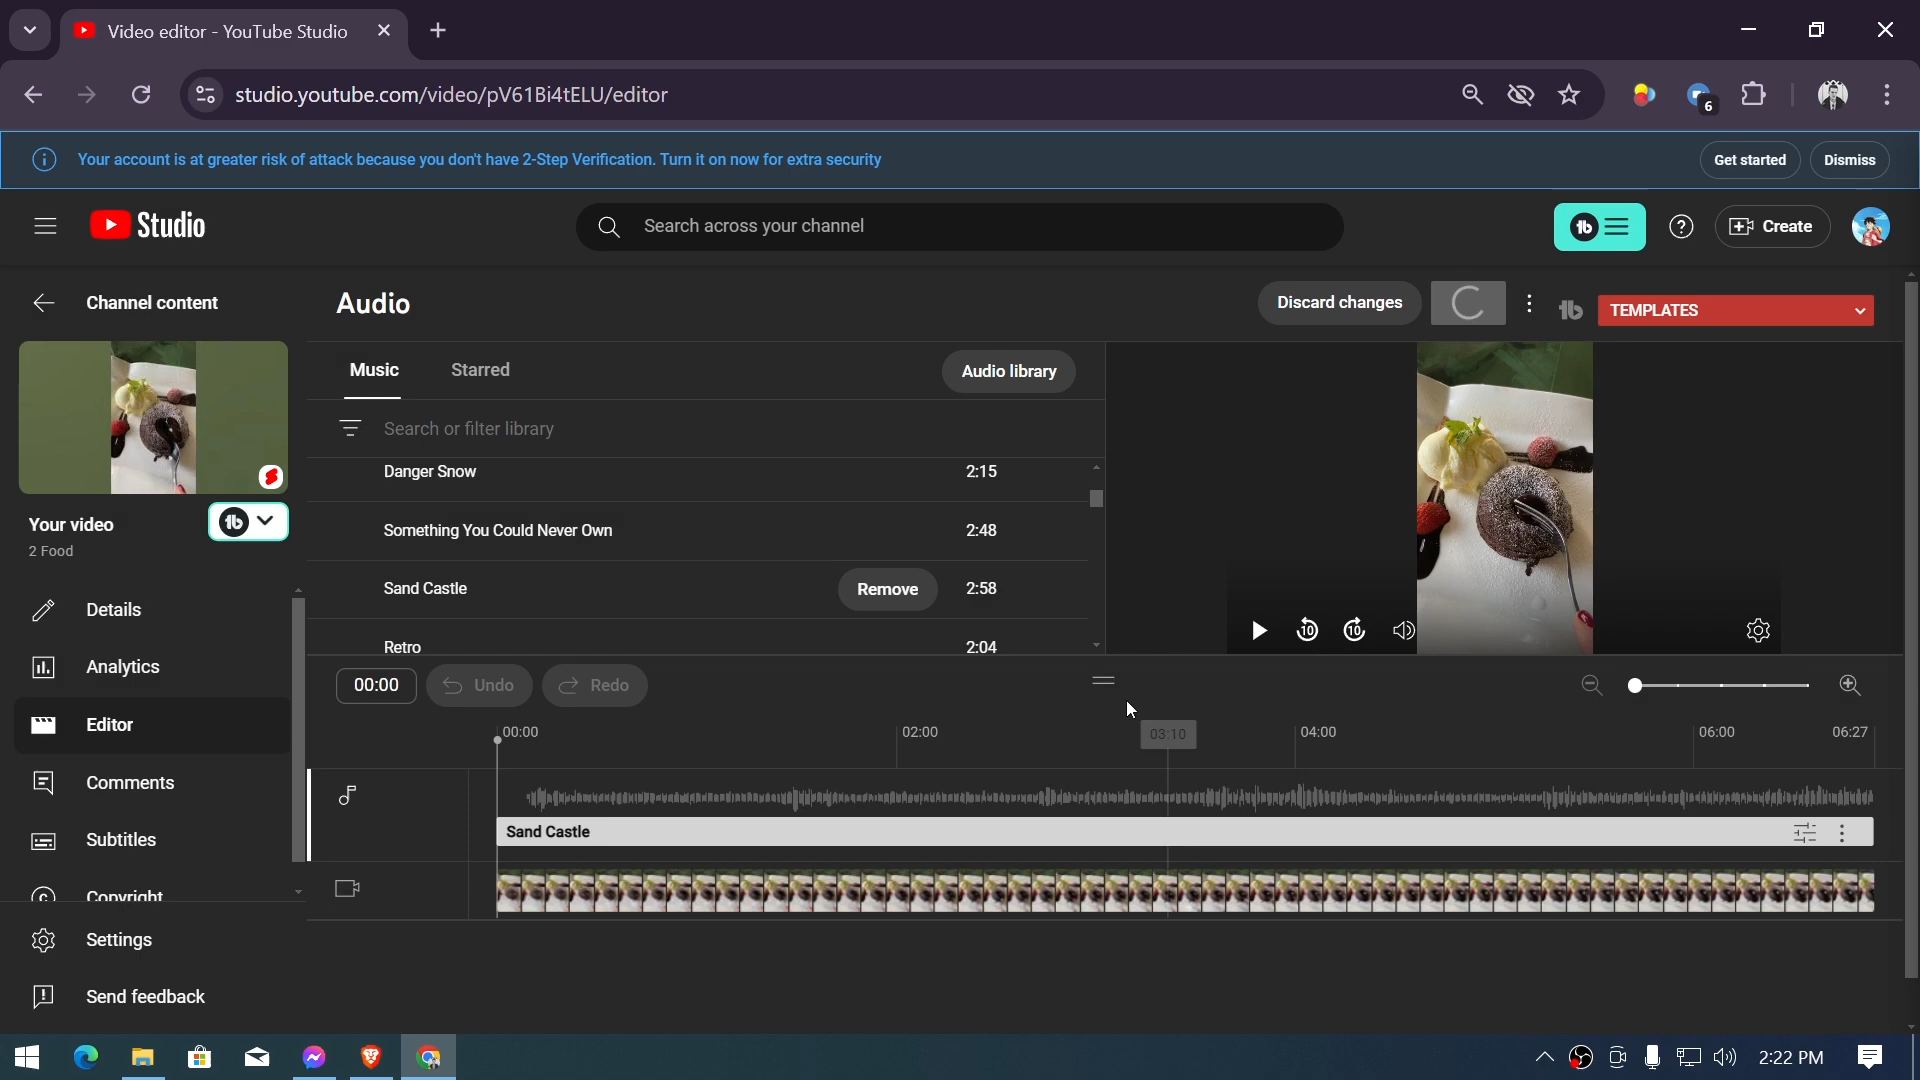 Video editor - YouTube Studio
studio.youtube.com/video/pV61Bi4tELU/editor
6
Your account is at greater risk of attack because you don't have 2-Step Verification. Turn it on now for extra security
Get started
Dismiss
Studio
Search across your channel
Create
Channel content
Audio
Discard changes
TEMPLATES
Music
Starred
Audio library
Search or filter library
Danger Snow 2:15
Something You Could Never Own 2:48
Sand Castle Remove 2:58
Retro 2:04
Your video
2 Food
Details
Analytics
Editor
Comments
Subtitles
Copyright
Settings
Send feedback
10
10
00:00
Undo
Redo
00:00
02:00
03:10
04:00
06:00
06:27
Sand Castle
2:22 PM